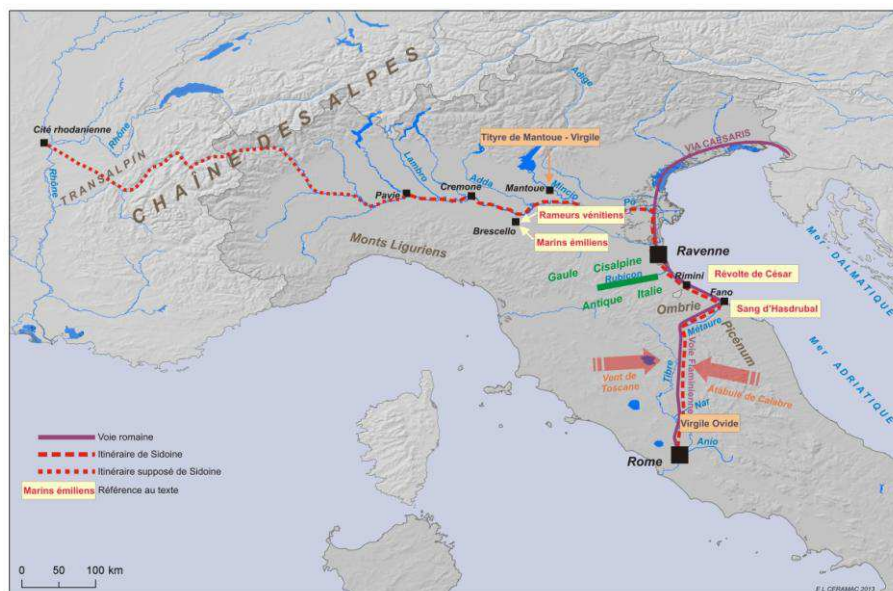 Cité rhodanienne
Rhône
Rhône
TRANSALPIN
CHAÎNE DES ALPES
Adige
VIA CAESARIS
Tityre de Mantoue - Virgile
Lambro
Adda
Mincio
Pavie
Cremone
Mantoue
Pô
Rameurs vénitiens
Brescello
Marins émiliens
Monts Liguriens
Ravenne
Gaule Cisalpine
Rubicon
Antique Italie
Rimini
Révolte de César
Fano
Sang d'Hasdrubal
Ombrie
Métaure
Picenum
Mer DALMATIQUE
Mer ADRIATIQUE
Vent de
Toscane
Tibre
Voie Flaminienne
Atabule de Calabre
Nar
Virgile Ovide
Anio
Rome
Voie romaine
Itinéraire de Sidoine
Itinéraire supposé de Sidoine
Marins émiliens
Référence au texte
0 50 100 km